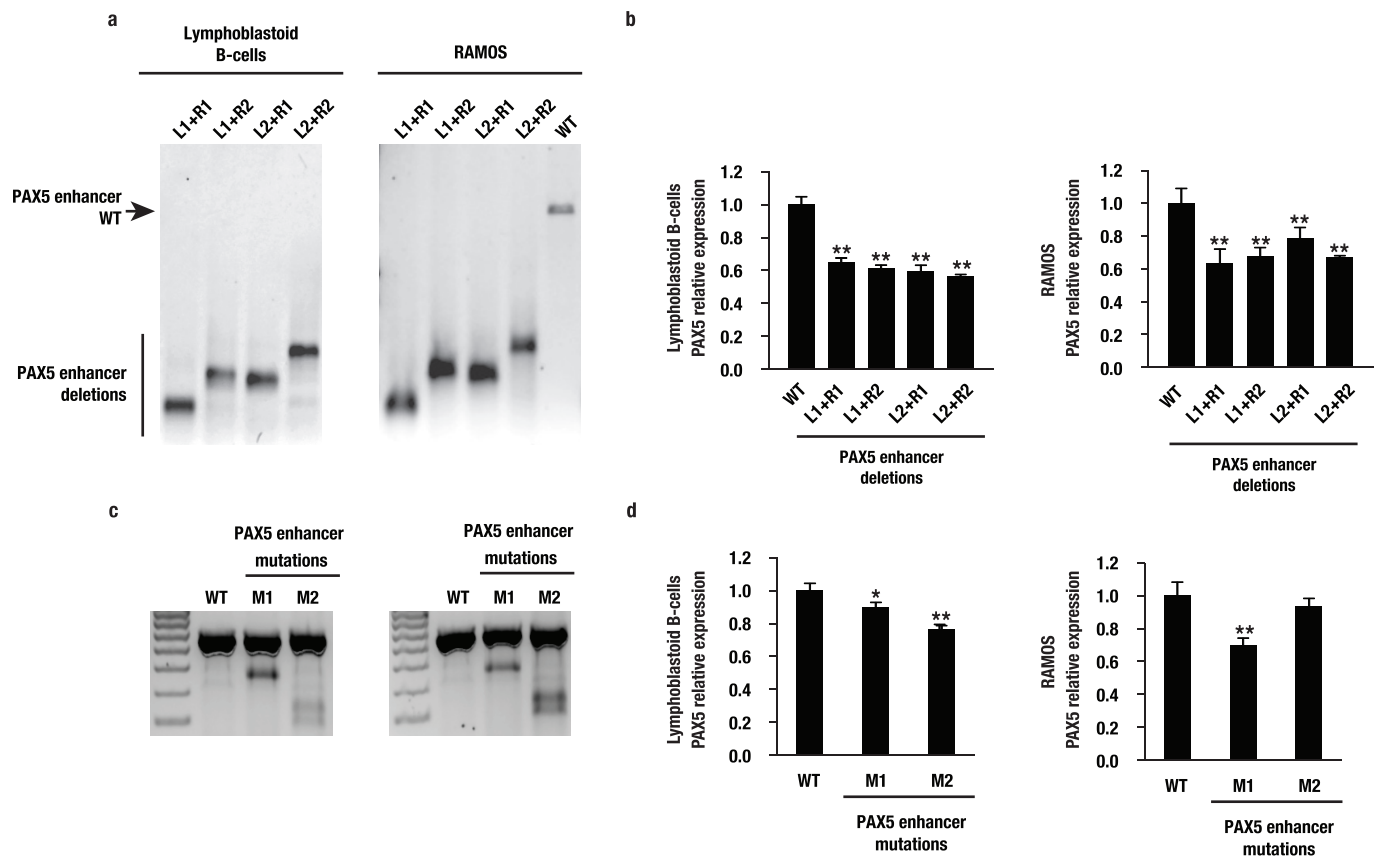 a
Lymphoblastoid
B-cells
RAMOS
L1+R1
L1+R2
L2+R1
L2+R2
L1+R1
L1+R2
L2+R1
L2+R2
WT
PAX5 enhancer
WT
PAX5 enhancer
deletions
b
Lymphoblastoid B-cells
PAX5 relative expression
1.2
1.0
0.8
0.6
0.4
0.2
0.0
**
**
**
**
WT
L1+R1
L1+R2
L2+R1
L2+R2
PAX5 enhancer
deletions
RAMOS
PAX5 relative expression
1.2
1.0
0.8
0.6
0.4
0.2
0.0
**
**
**
**
WT
L1+R1
L1+R2
L2+R1
L2+R2
PAX5 enhancer
deletions
c
PAX5 enhancer
mutations
WT M1 M2
PAX5 enhancer
mutations
WT M1 M2
d
Lymphoblastoid B-cells
PAX5 relative expression
1.2
1.0
0.8
0.6
0.4
0.2
0.0
*
**
WT M1 M2
PAX5 enhancer
mutations
RAMOS
PAX5 relative expression
1.2
1.0
0.8
0.6
0.4
0.2
0.0
**
WT M1 M2
PAX5 enhancer
mutations